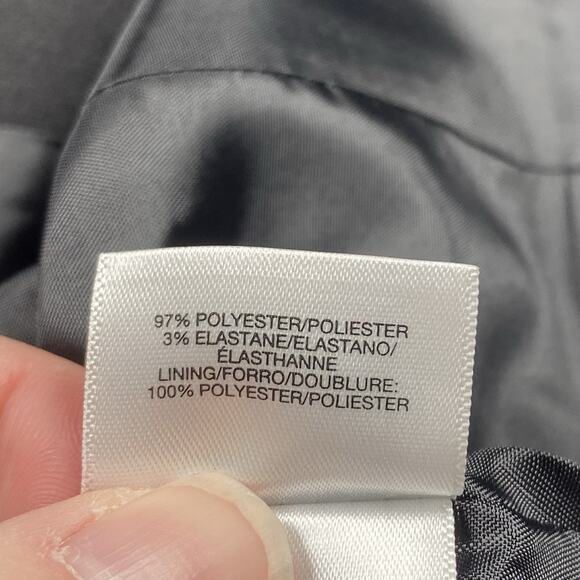 97% POLYESTER/POLIESTER
3% ELASTANE/ELASTANO/
ÉLASTHANNE
LINING/FORRO/DOUBLURE:
100% POLYESTER/POLIESTER